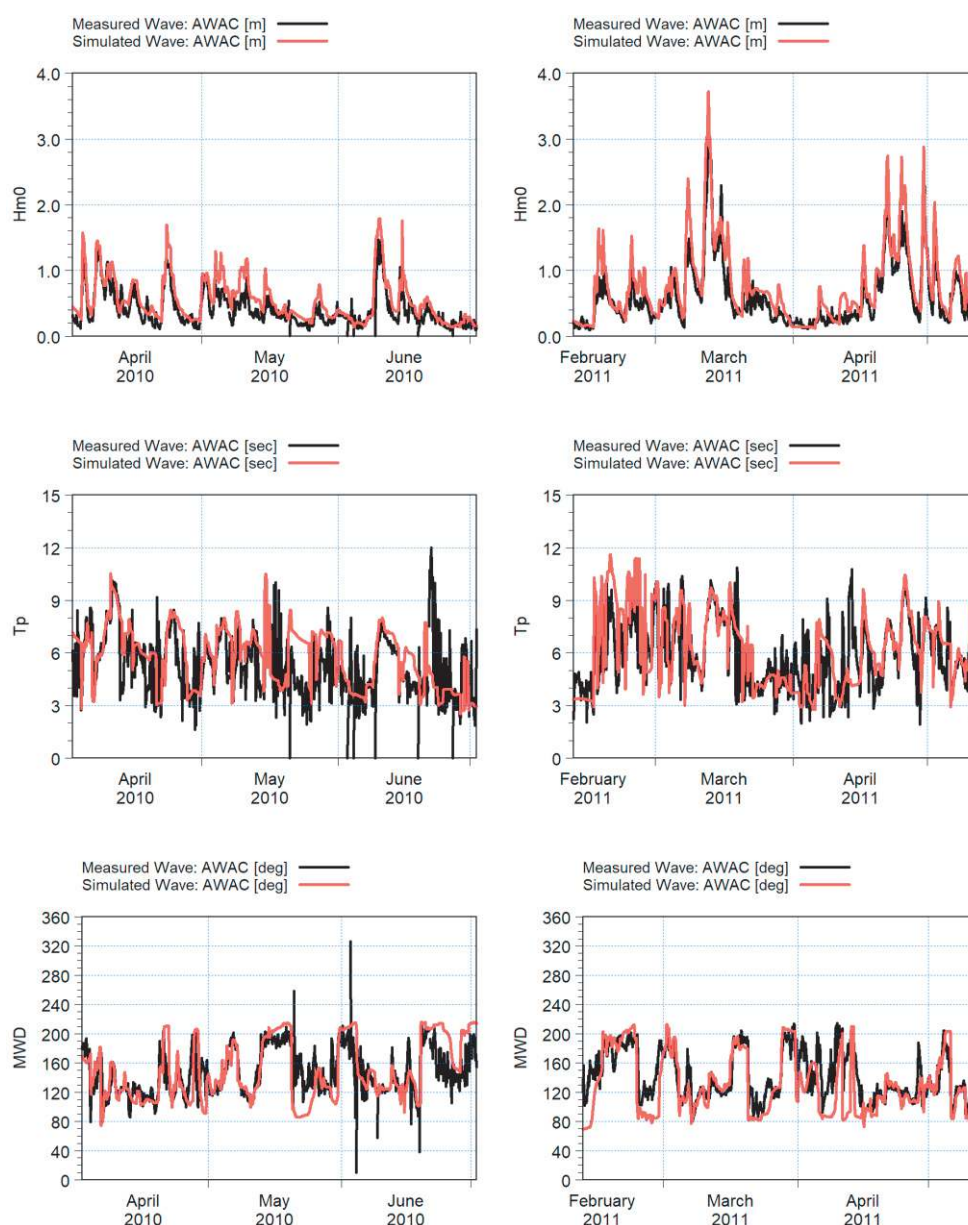 Measured Wave: AWAC [m]
Simulated Wave: AWAC [m]
4.0
3.0
2.0
1.0
0.0
Hm0
April
2010
May
June
2010
Measured Wave: AWAC [m]
Simulated Wave: AWAC [m]
4.0
3.0
2.0
1.0
0.0
Hm0
February
2011
March
2011
April
2011
Measured Wave: AWAC [sec]
Simulated Wave: AWAC [sec]
15
12
9
6
3
0
Tp
April
2010
May
June
2010
Measured Wave: AWAC [sec]
Simulated Wave: AWAC [sec]
15
12
9
6
3
0
Tp
February
2011
March
2011
April
2011
Measured Wave: AWAC [deg]
Simulated Wave: AWAC [deg]
360
320
280
240
200
160
120
80
40
0
MWD
April
2010
May
June
2010
Measured Wave: AWAC [deg]
Simulated Wave: AWAC [deg]
360
320
280
240
200
160
120
80
40
0
MWD
February
2011
March
2011
April
2011